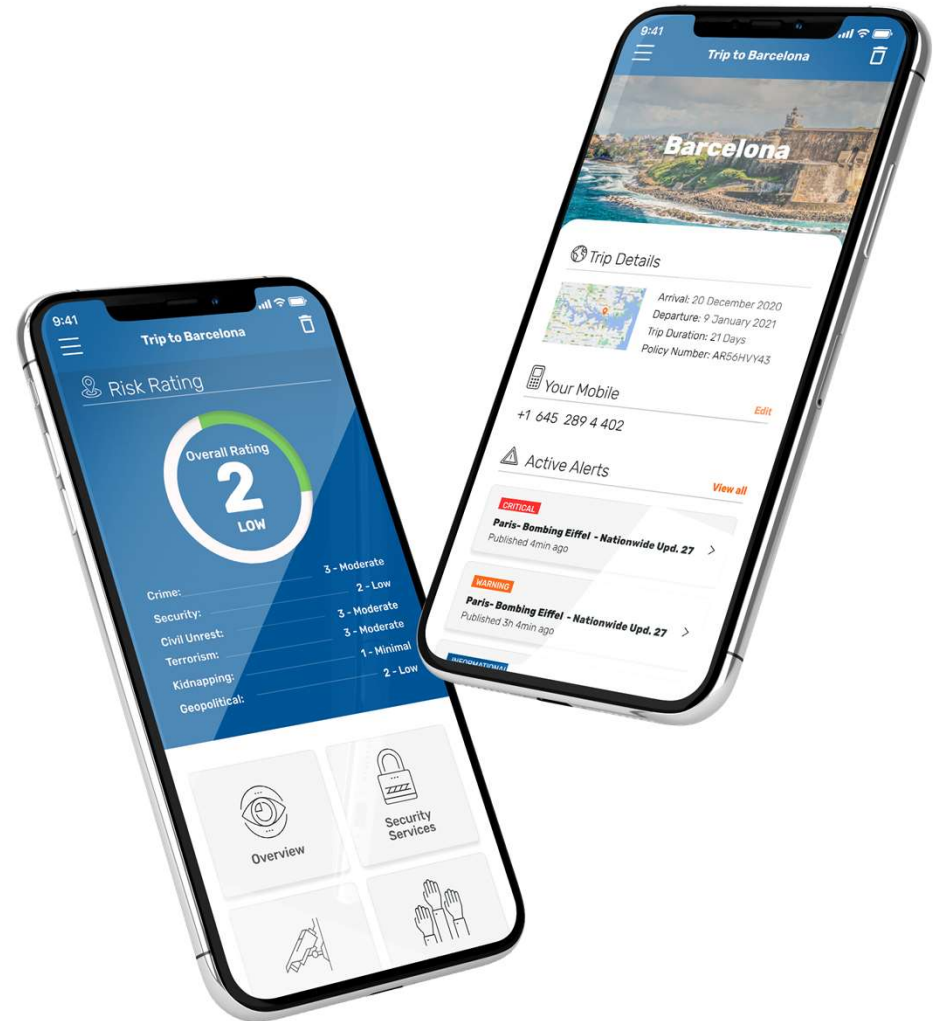 9:41
Trip to Barcelona
Risk Rating
Overall Rating
2
LOW
Crime: 3 - Moderate
Security: 2 - Low
Civil Unrest: 3 - Moderate
Terrorism: 3 - Moderate
Kidnapping: 1 - Minimal
Geopolitical: 2 - Low
Overview
Security
Services
9:41
Trip to Barcelona
Barcelona
Trip Details
Arrival: 20 December 2020
Departure: 9 January 2021
Trip Duration: 21 Days
Policy Number: AR56HVY43
Your Mobile
Edit
+1 645 289 4 402
Active Alerts
View all
CRITICAL
Paris- Bombing Eiffel - Nationwide Upd. 27
Published 4min ago
WARNING
Paris- Bombing Eiffel - Nationwide Upd. 27
Published 3h 4min ago
INFORMATIONAL